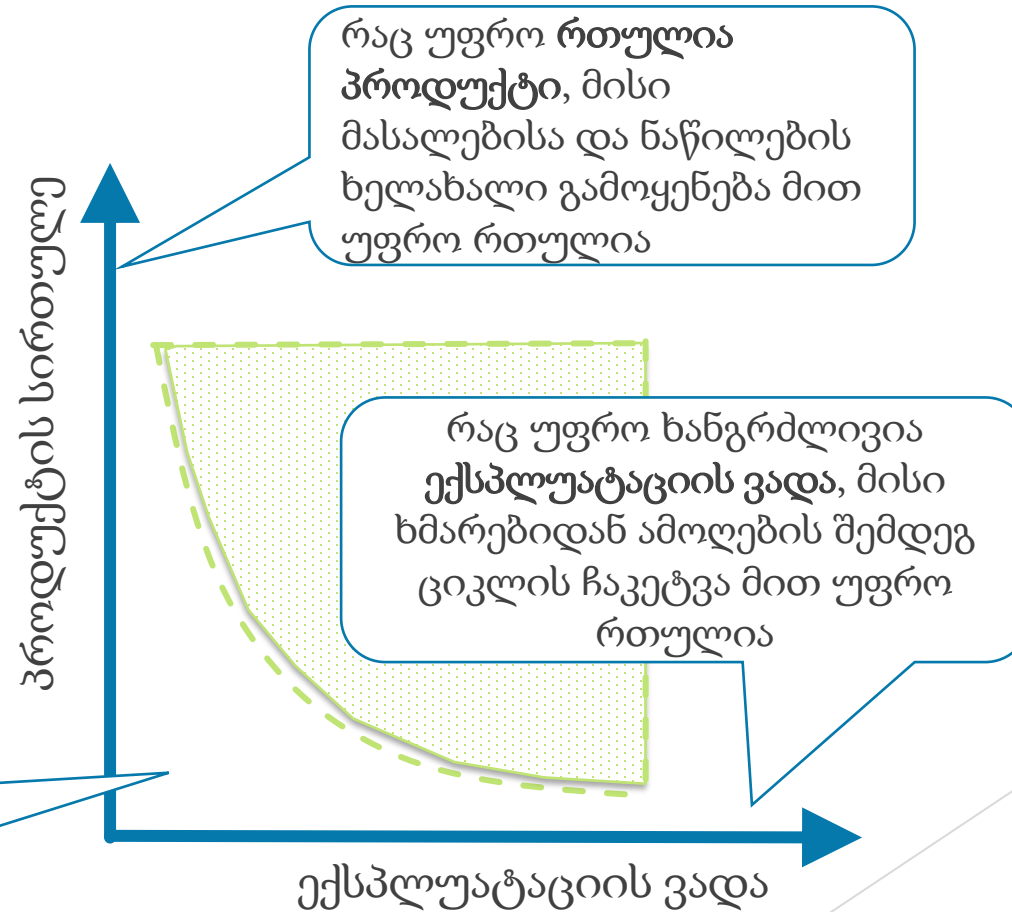 რაც უფრო რთულია
პროდუქტი, მისი
მასალებისა და ნაწილების
ხელახალი გამოყენება მით
უფრო რთულია
პროდუქტის სირთულე
რაც უფრო ხანგრძლივია
ექსპლუატაციის ვადა, მისი
ხმარებიდან ამოღების შემდეგ
ციკლის ჩაკეტვა მით უფრო
რთულია
ექსპლუატაციის ვადა